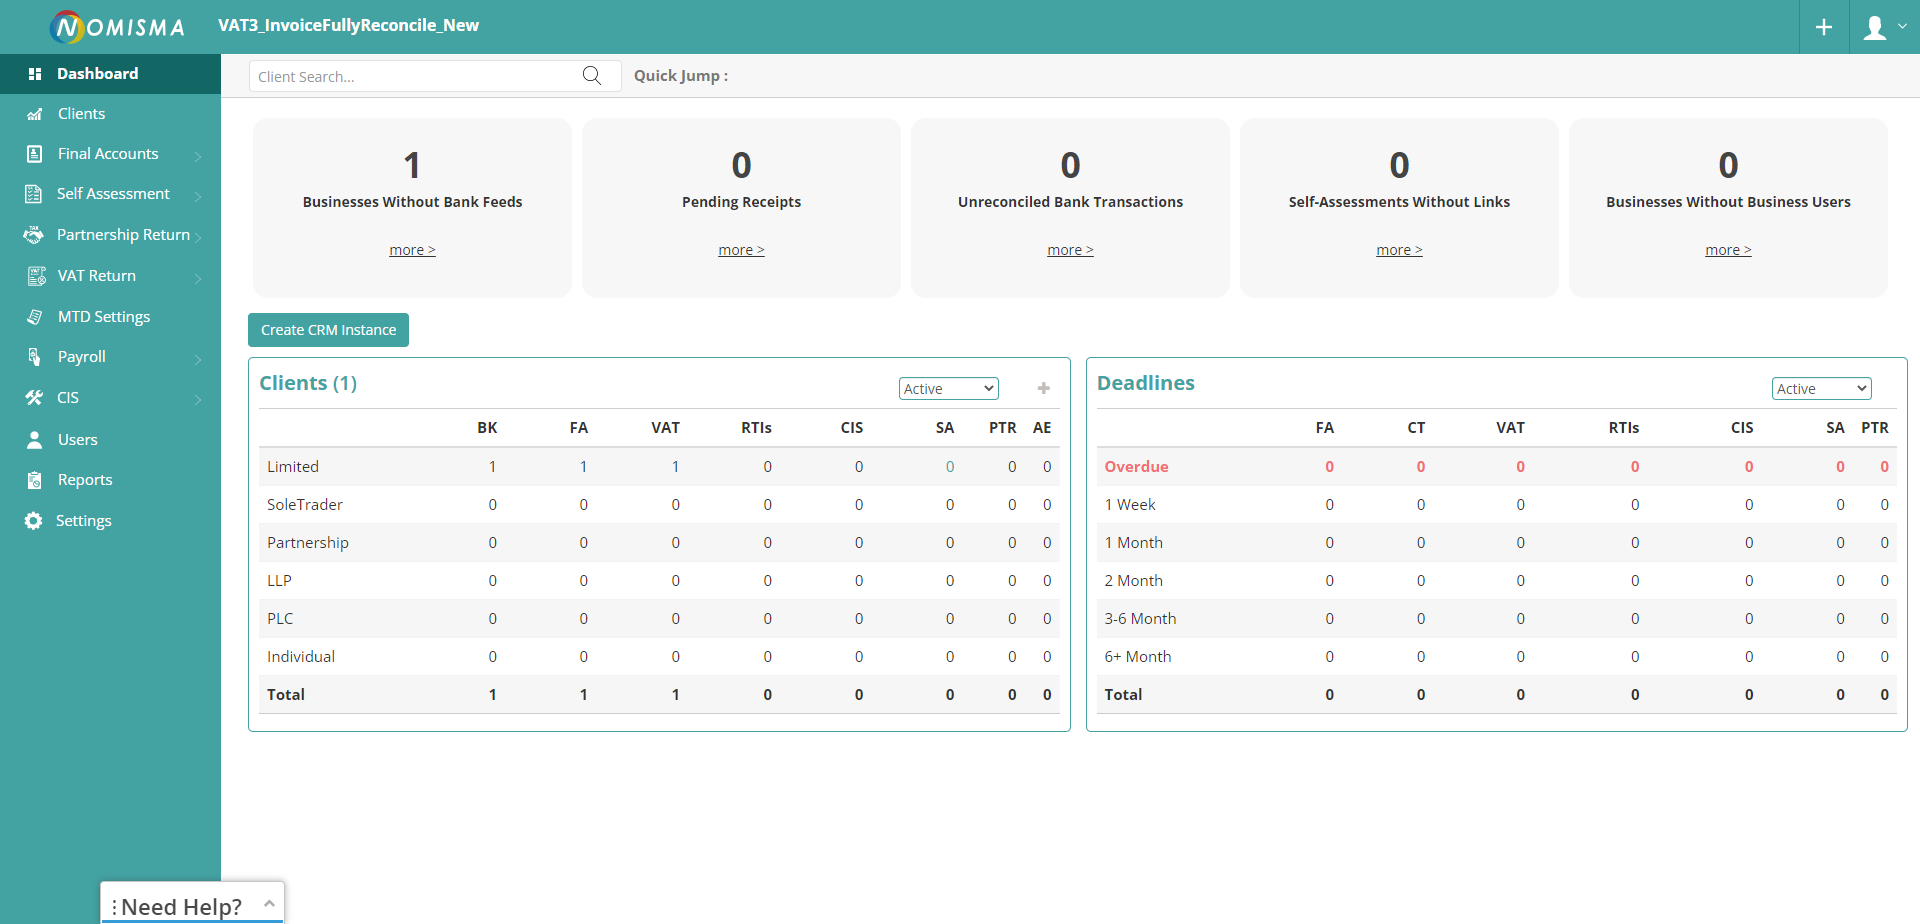 NOMISMA VAT3_InvoiceFullyReconcile_New
Dashboard
Clients
Final Accounts
Self Assessment
Partnership Return
VAT Return
MTD Settings
Payroll
CIS
Users
Reports
Settings
Client Search... Quick Jump :
1 0 0 0 0
Businesses Without Bank Feeds Pending Receipts Unreconciled Bank Transactions Self-Assessments Without Links Businesses Without Business Users
more > more > more > more > more >
Create CRM Instance
Clients (1) Active
BK FA VAT RTIs CIS SA PTR AE
Limited 1 1 1 0 0 0 0 0
SoleTrader 0 0 0 0 0 0 0 0
Partnership 0 0 0 0 0 0 0 0
LLP 0 0 0 0 0 0 0 0
PLC 0 0 0 0 0 0 0 0
Individual 0 0 0 0 0 0 0 0
Total 1 1 1 0 0 0 0 0
Deadlines Active
FA CT VAT RTIs CIS SA PTR
Overdue 0 0 0 0 0 0 0
1 Week 0 0 0 0 0 0 0
1 Month 0 0 0 0 0 0 0
2 Month 0 0 0 0 0 0 0
3-6 Month 0 0 0 0 0 0 0
6+ Month 0 0 0 0 0 0 0
Total 0 0 0 0 0 0 0
Need Help?